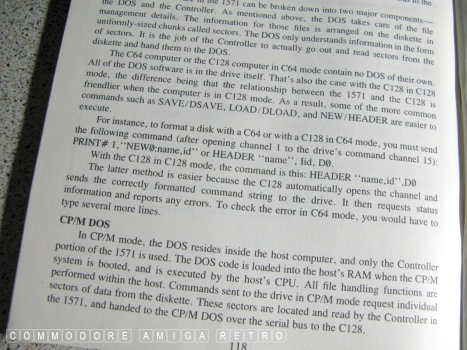 in the 1571 can be broken down into two major components—
the DOS and the Controller. As mentioned above, the DOS takes care of the file
management details. The information for those files is arranged on the diskette in
uniformly-sized chunks called sectors. The DOS only understands information in the form
of sectors. It is the job of the Controller to actually go out and read sectors from the
diskette and hand them to the DOS.
The C64 computer or the C128 computer in C64 mode contain no DOS of their own.
All of the DOS software is in the drive itself. That's also the case with the C128 in C128
mode, the difference being that the relationship between the 1571 and the C128 is
friendlier when the computer is in C128 mode. As a result, some of the more common
commands such as SAVE/DSAVE, LOAD/DLOAD, and NEW/HEADER are easier to
execute.
For instance, to format a disk with a C64 or with a C128 in C64 mode, you must send
the following command (after opening channel 1 to the drive's command channel 15):
PRINT# 1,''NEWØ:name,id'' or HEADER ''name'', Iid, D0.
With the C128 in C128 mode, the command is this: HEADER ''name,id'',D0
The latter method is easier because the C128 automatically opens the channel and
sends the correctly formatted command string to the drive. It then requests status
information and reports any errors. To check the error in C64 mode, you would have to
type several more lines.
CP/M DOS
In CP/M mode, the DOS resides inside the host computer, and only the Controller
portion of the 1571 is used. The DOS code is loaded into the host's RAM when the CP/M
system is booted, and is executed by the host's CPU. All file handling functions are
performed within the host. Commands sent to the drive in CP/M mode request individual
sectors of data from the diskette. These sectors are located and read by the Controller in
the 1571, and handed to the CP/M DOS over the serial bus to the C128.
COMMODORE AMIGA RETRO
118